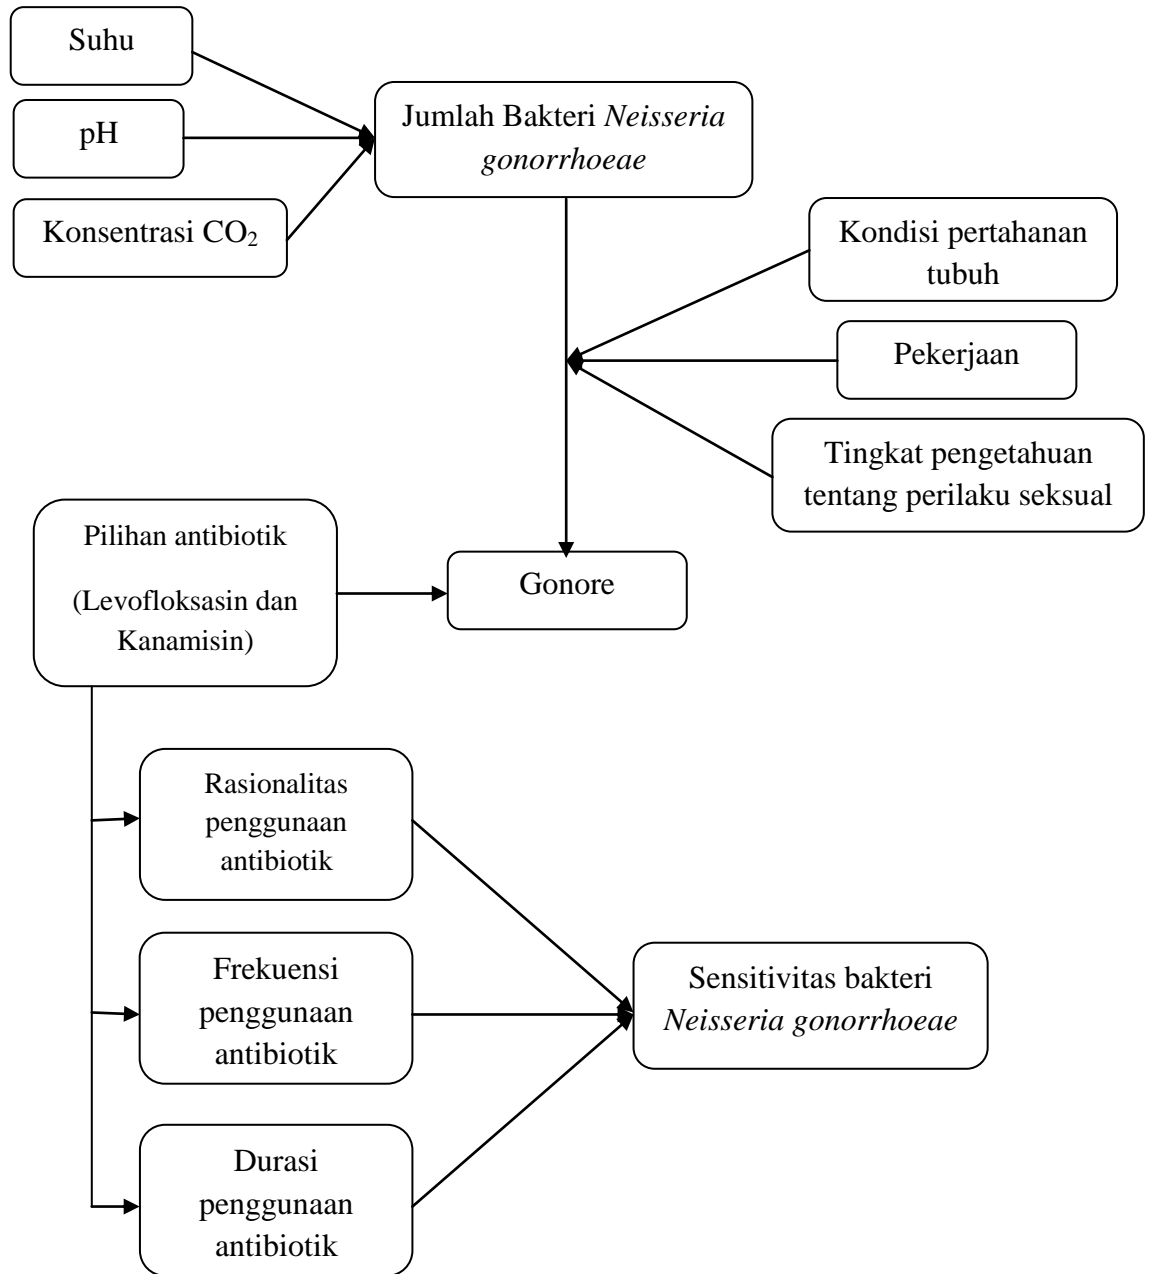 Suhu
pH
Konsentrasi CO₂
Jumlah Bakteri Neisseria
gonorrhoeae
Kondisi pertahanan
tubuh
Pekerjaan
Tingkat pengetahuan
tentang perilaku seksual
Pilihan antibiotik
(Levofloksasin dan
Kanamisin)
Gonore
Rasionalitas
penggunaan
antibiotik
Frekuensi
penggunaan
antibiotik
Durasi
penggunaan
antibiotik
Sensitivitas bakteri
Neisseria gonorrhoeae